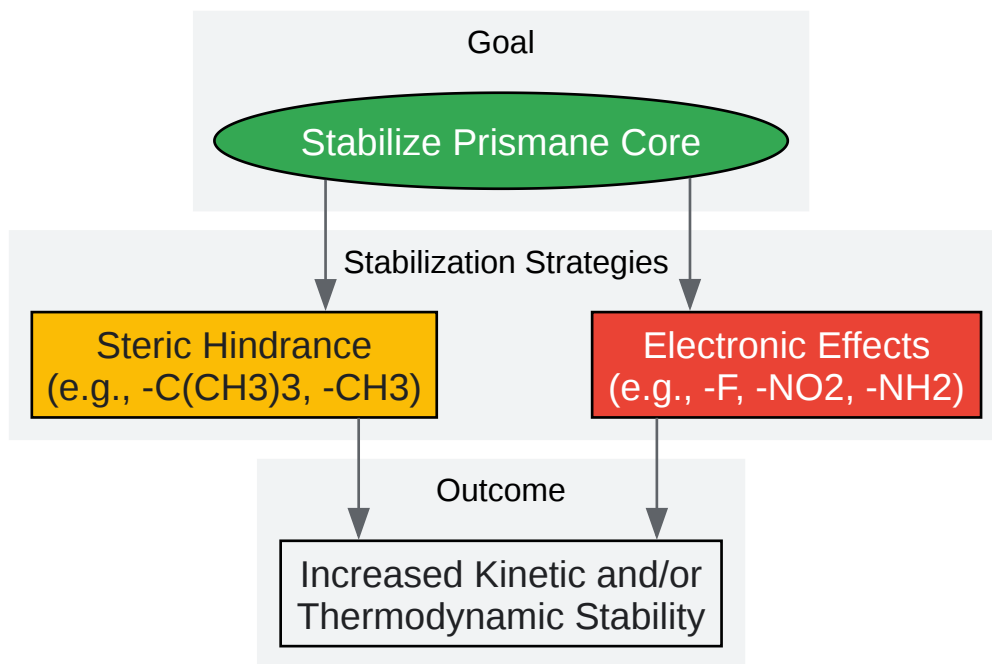 Goal
Stabilize Prismane Core
Stabilization Strategies
Steric Hindrance
(e.g., -C(CH3)3, -CH3)
Electronic Effects
(e.g., -F, -NO2, -NH2)
Outcome
Increased Kinetic and/or
Thermodynamic Stability